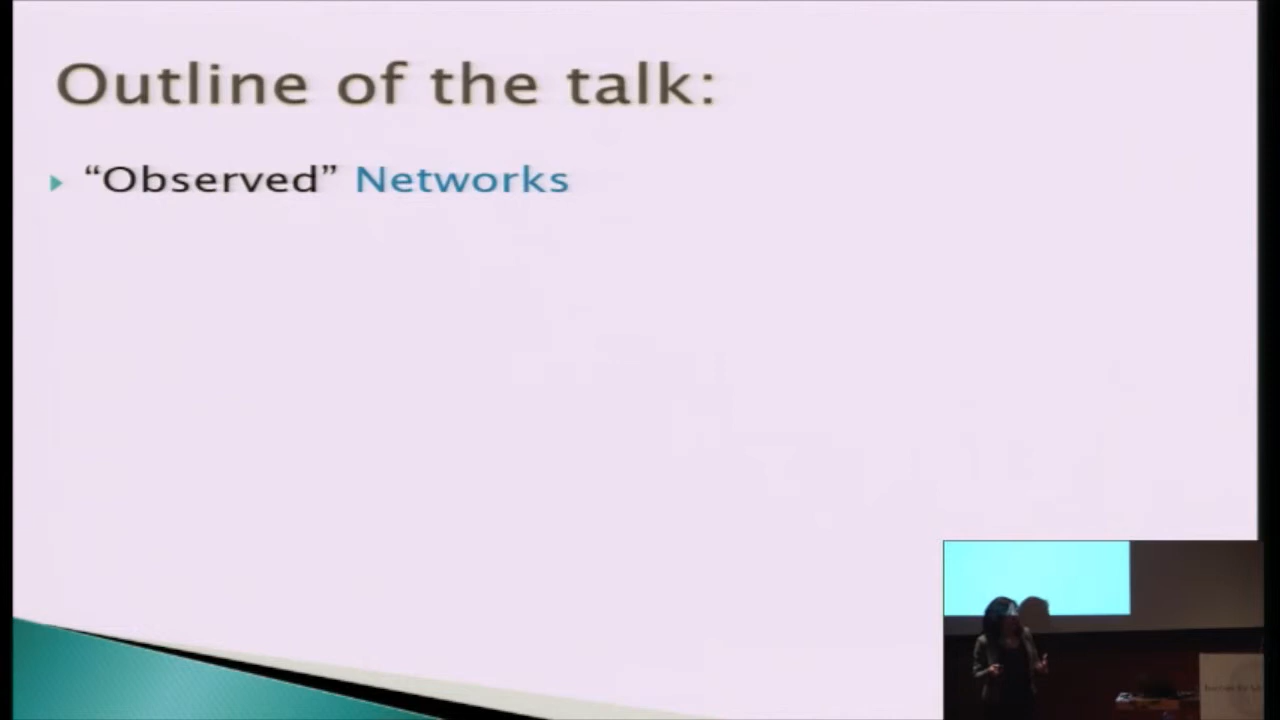 Outline of the talk:
“Observed” Networks